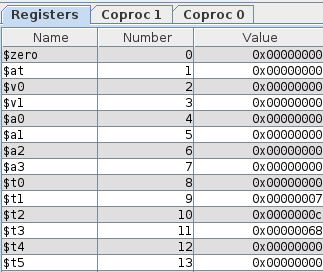 Registers Coproc 1 Coproc 0
Name Number Value
$zero 0 0x00000000
$at 1 0x00000000
$v0 2 0x00000000
$v1 3 0x00000000
$a0 4 0x00000000
$a1 5 0x00000000
$a2 6 0x00000000
$a3 7 0x00000000
$t0 8 0x00000000
$t1 9 0x00000007
$t2 10 0x0000000c
$t3 11 0x00000068
$t4 12 0x00000000
$t5 13 0x00000000